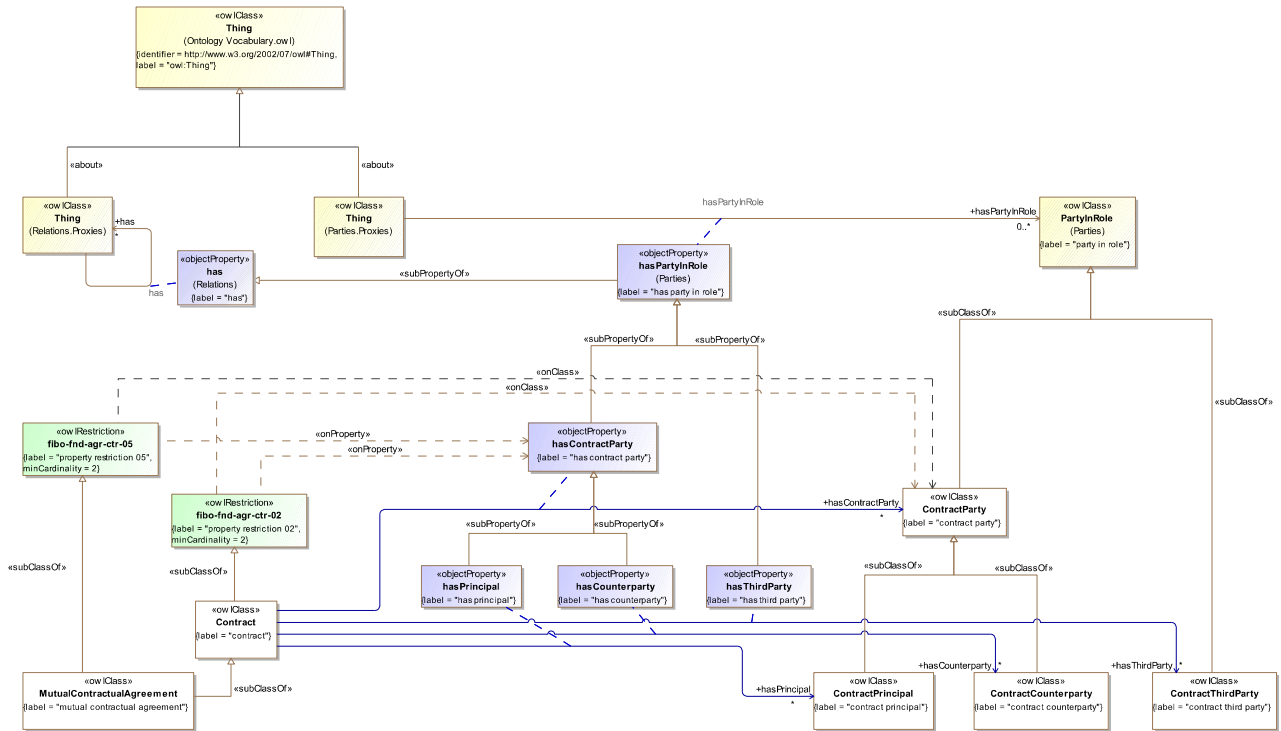 «owlClass»
Thing
(Ontology Vocabulary.owl)
{identifier = http://www.w3.org/2002/07/owl#Thing,
label = "owl:Thing"}
«about»
«about»
«owlClass»
Thing
(Relations.Proxies)
+has
*
has
«owlClass»
Thing
(Parties.Proxies)
hasPartyInRole
+hasPartyInRole
0..*
«owlClass»
PartyInRole
(Parties)
{label = "party in role"}
«objectProperty»
has
(Relations)
{label = "has"}
«subPropertyOf»
«objectProperty»
hasPartyInRole
(Parties)
{label = "has party in role"}
«subClassOf»
«subPropertyOf»
«subPropertyOf»
«onClass»
«onClass»
«subClassOf»
«owlRestriction»
fibo-fnd-agr-ctr-05
{label = "property restriction 05",
minCardinality = 2}
«onProperty»
«onProperty»
«objectProperty»
hasContractParty
{label = "has contract party"}
«owlRestriction»
fibo-fnd-agr-ctr-02
{label = "property restriction 02",
minCardinality = 2}
+hasContractParty
*
«owlClass»
ContractParty
{label = "contract party"}
«subPropertyOf»
«subPropertyOf»
«subClassOf»
«subClassOf»
«subClassOf»
«subClassOf»
«objectProperty»
hasPrincipal
{label = "has principal"}
«objectProperty»
hasCounterparty
{label = "has counterparty"}
«objectProperty»
hasThirdParty
{label = "has third party"}
«owlClass»
Contract
{label = "contract"}
+hasCounterparty
*
+hasThirdParty
*
+hasPrincipal
*
«owlClass»
MutualContractualAgreement
{label = "mutual contractual agreement"}
«subClassOf»
«owlClass»
ContractPrincipal
{label = "contract principal"}
«owlClass»
ContractCounterparty
{label = "contract counterparty"}
«owlClass»
ContractThirdParty
{label = "contract third party"}